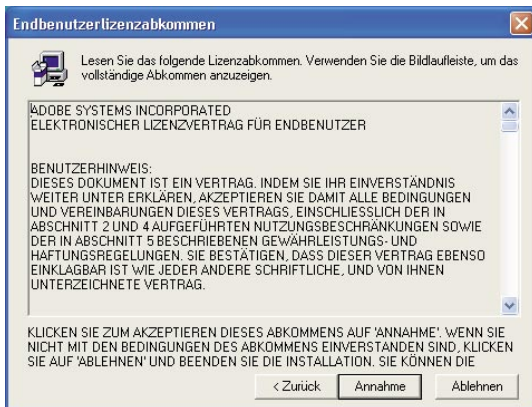 Endbenutzerlizenzabkommen
Lesen Sie das folgende Lizenzabkommen. Verwenden Sie die Bildlaufleiste, um das
vollständige Abkommen anzuzeigen.
ADOBE SYSTEMS INCORPORATED
ELEKTRONISCHER LIZENZVERTRAG FÜR ENDBENUTZER
BENUTZERHINWEIS:
DIESES DOKUMENT IST EIN VERTRAG. INDEM SIE IHR EINVERSTÄNDNIS
WEITER UNTER ERKLÄREN, AKZEPTIEREN SIE DAMIT ALLE BEDINGUNGEN
UND VEREINBARUNGEN DIESES VERTRAGS, EINSCHLIESSLICH DER IN
ABSCHNITT 2 UND 4 AUFGEFÜHRTEN NUTZUNGSBESCHRÄNKUNGEN SOWIE
DER IN ABSCHNITT 5 BESCHRIEBENEN GEWÄHRLEISTUNGS- UND
HAFTUNGSREGELUNGEN. SIE BESTÄTIGEN, DASS DIESER VERTRAG EBENSO
EINKLAGBAR IST WIE JEDER ANDERE SCHRIFTLICHE, UND VON IHNEN
UNTERZEICHNETE VERTRAG.
KLICKEN SIE ZUM AKZEPTIEREN DIESES ABKOMMENS AUF 'ANNAHME'. WENN SIE
NICHT MIT DEN BEDINGUNGEN DES ABKOMMENS EINVERSTANDEN SIND, KLICKEN
SIE AUF 'ABLEHNEN' UND BEENDEN SIE DIE INSTALLATION. SIE KÖNNEN DIE
< Zurück Annahme Ablehnen